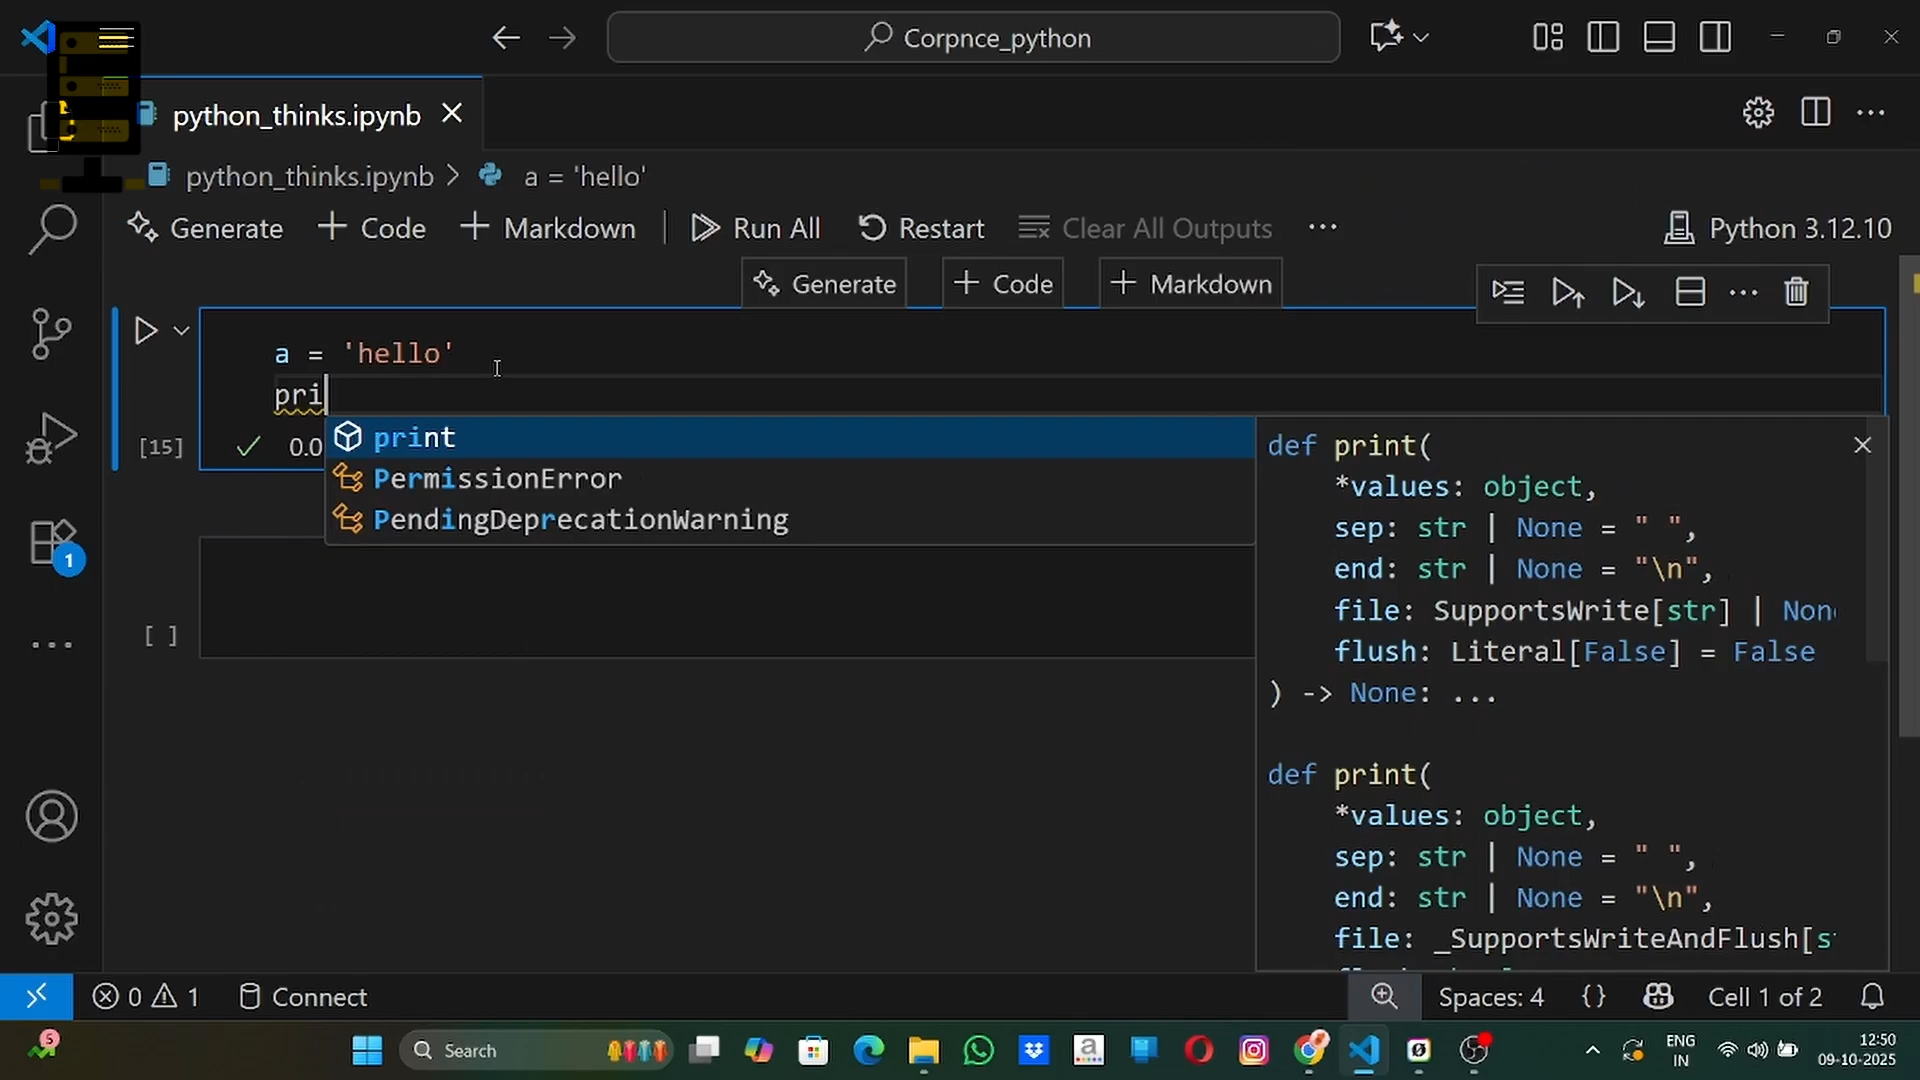 Corpnce_python
python_thinks.ipynb
python_thinks.ipynb > a = 'hello'
Generate + Code + Markdown Run All Restart Clear All Outputs ... Python 3.12.10
Generate + Code + Markdown
a = 'hello'
pri
[15] 0.0
print
PermissionError
PendingDeprecationWarning
def print(
*values: object,
sep: str | None = " ",
end: str | None = "\n",
file: SupportsWrite[str] | Non
flush: Literal[False] = False
) -> None: ...
def print(
*values: object,
sep: str | None = " ",
end: str | None = "\n",
file: _SupportsWriteAndFlush[s
1
[ ]
0 1 Connect Spaces: 4 {} Cell 1 of 2
5 Search a ENG 12:50
IN 09-10-2025